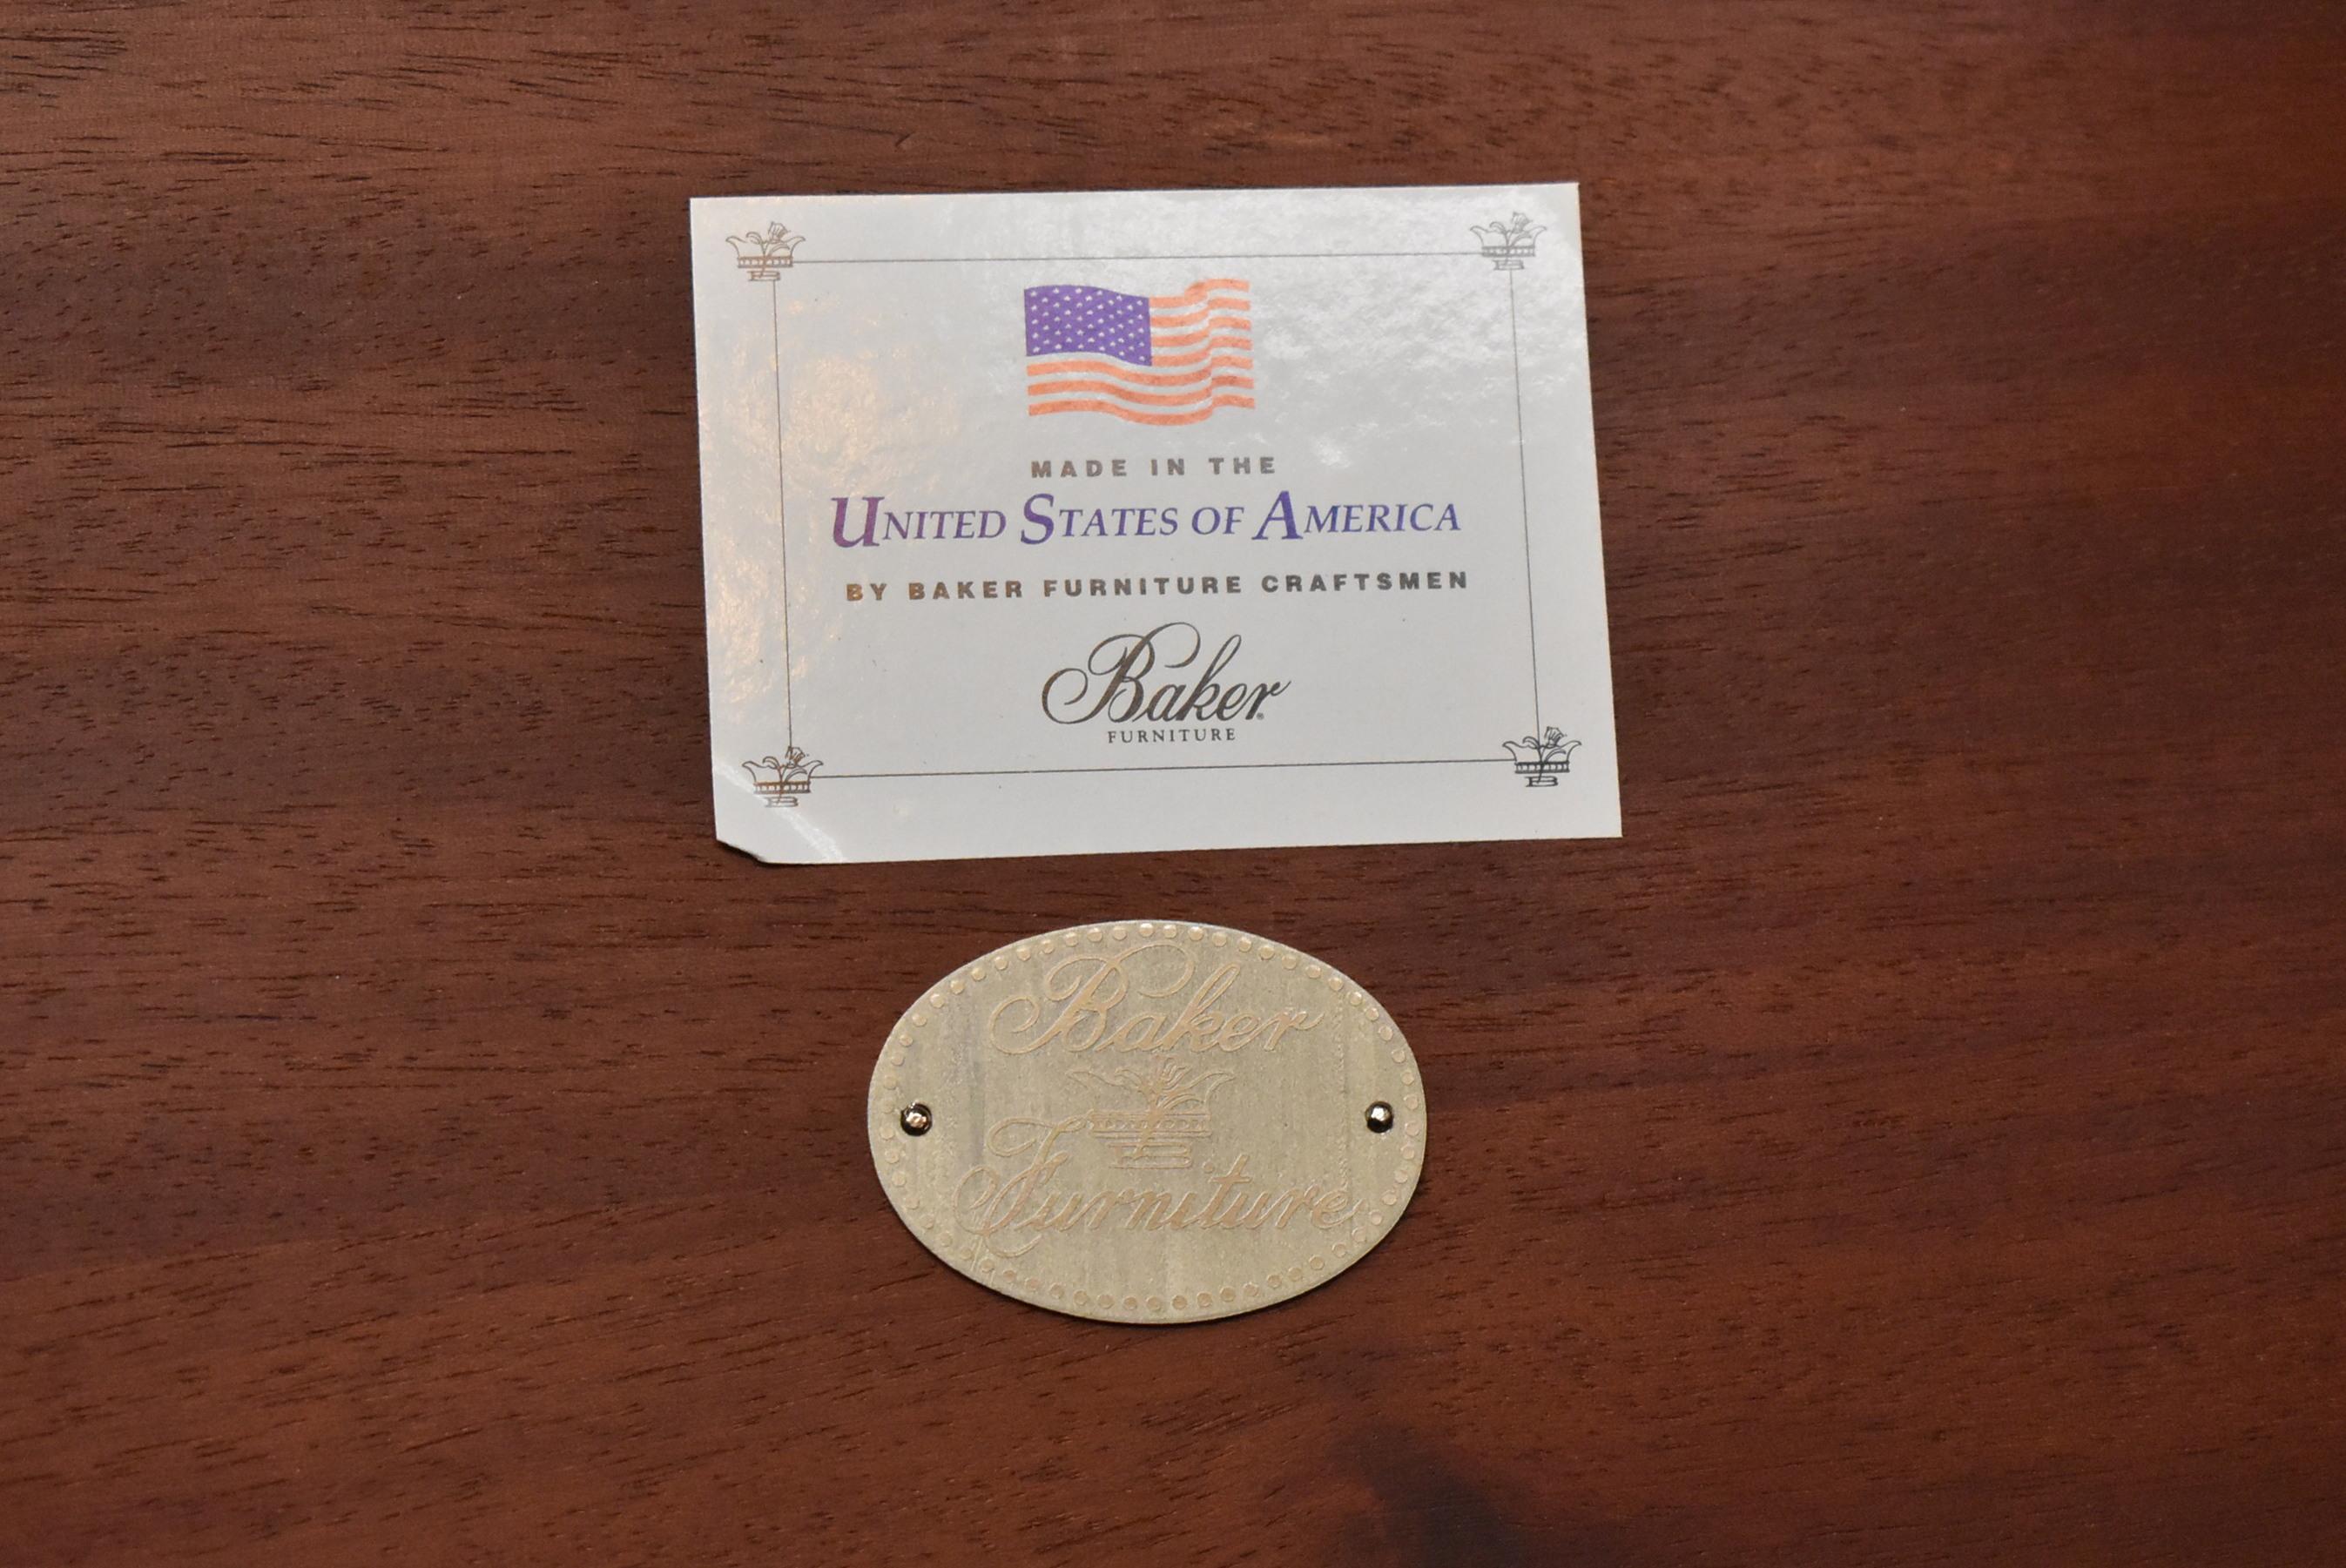 MADE IN THE
UNITED STATES OF AMERICA
BY BAKER FURNITURE CRAFTSMEN
Baker®
FURNITURE
Baker
Furniture